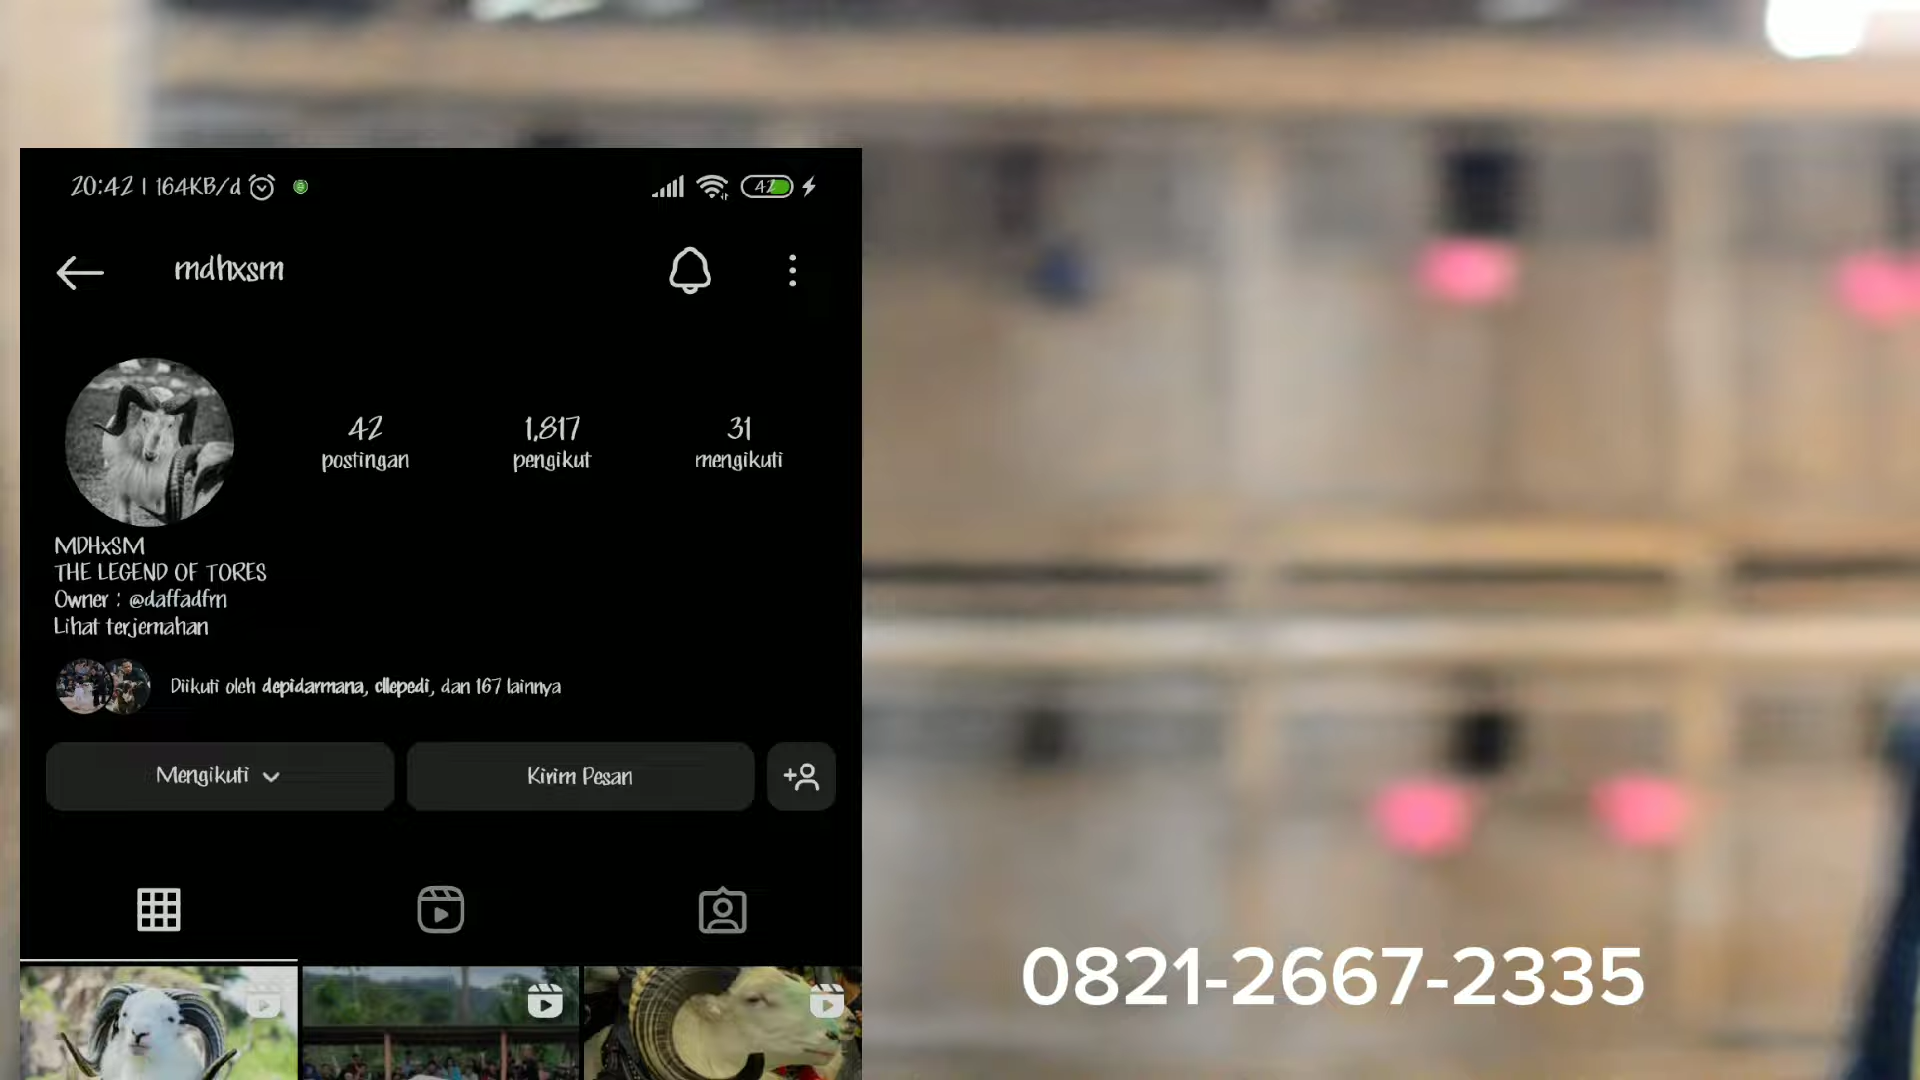 20:42 | 164KB/d
42
mdhxsm
42
postingan
1.817
pengikut
31
mengikuti
MDHxSM
THE LEGEND OF TORES
Owner : @daffadfrn
Lihat terjemahan
Diikuti oleh depidarmana, cllepedi, dan 167 lainnya
Mengikuti
Kirim Pesan
0821-2667-2335